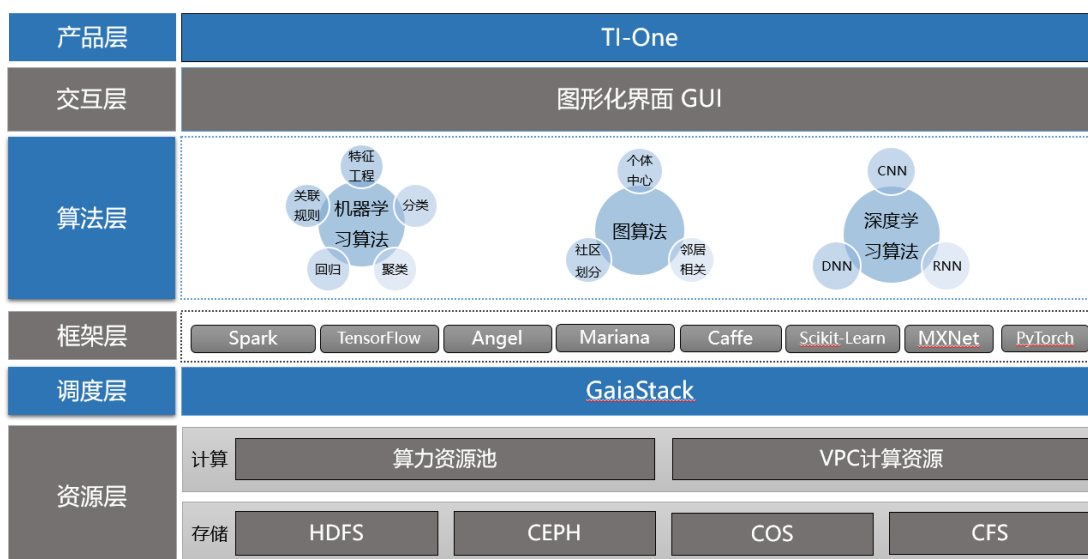 产品层
TI-One
交互层
图形化界面 GUI
算法层
特征
工程
关联
规则
机器学
习算法
分类
回归
聚类
个体
中心
图算法
社区
划分
邻居
相关
CNN
深度学
习算法
DNN
RNN
框架层
Spark
TensorFlow
Angel
Mariana
Caffe
Scikit-Learn
MXNet
PyTorch
调度层
GaiaStack
资源层
计算
算力资源池
VPC计算资源
存储
HDFS
CEPH
COS
CFS